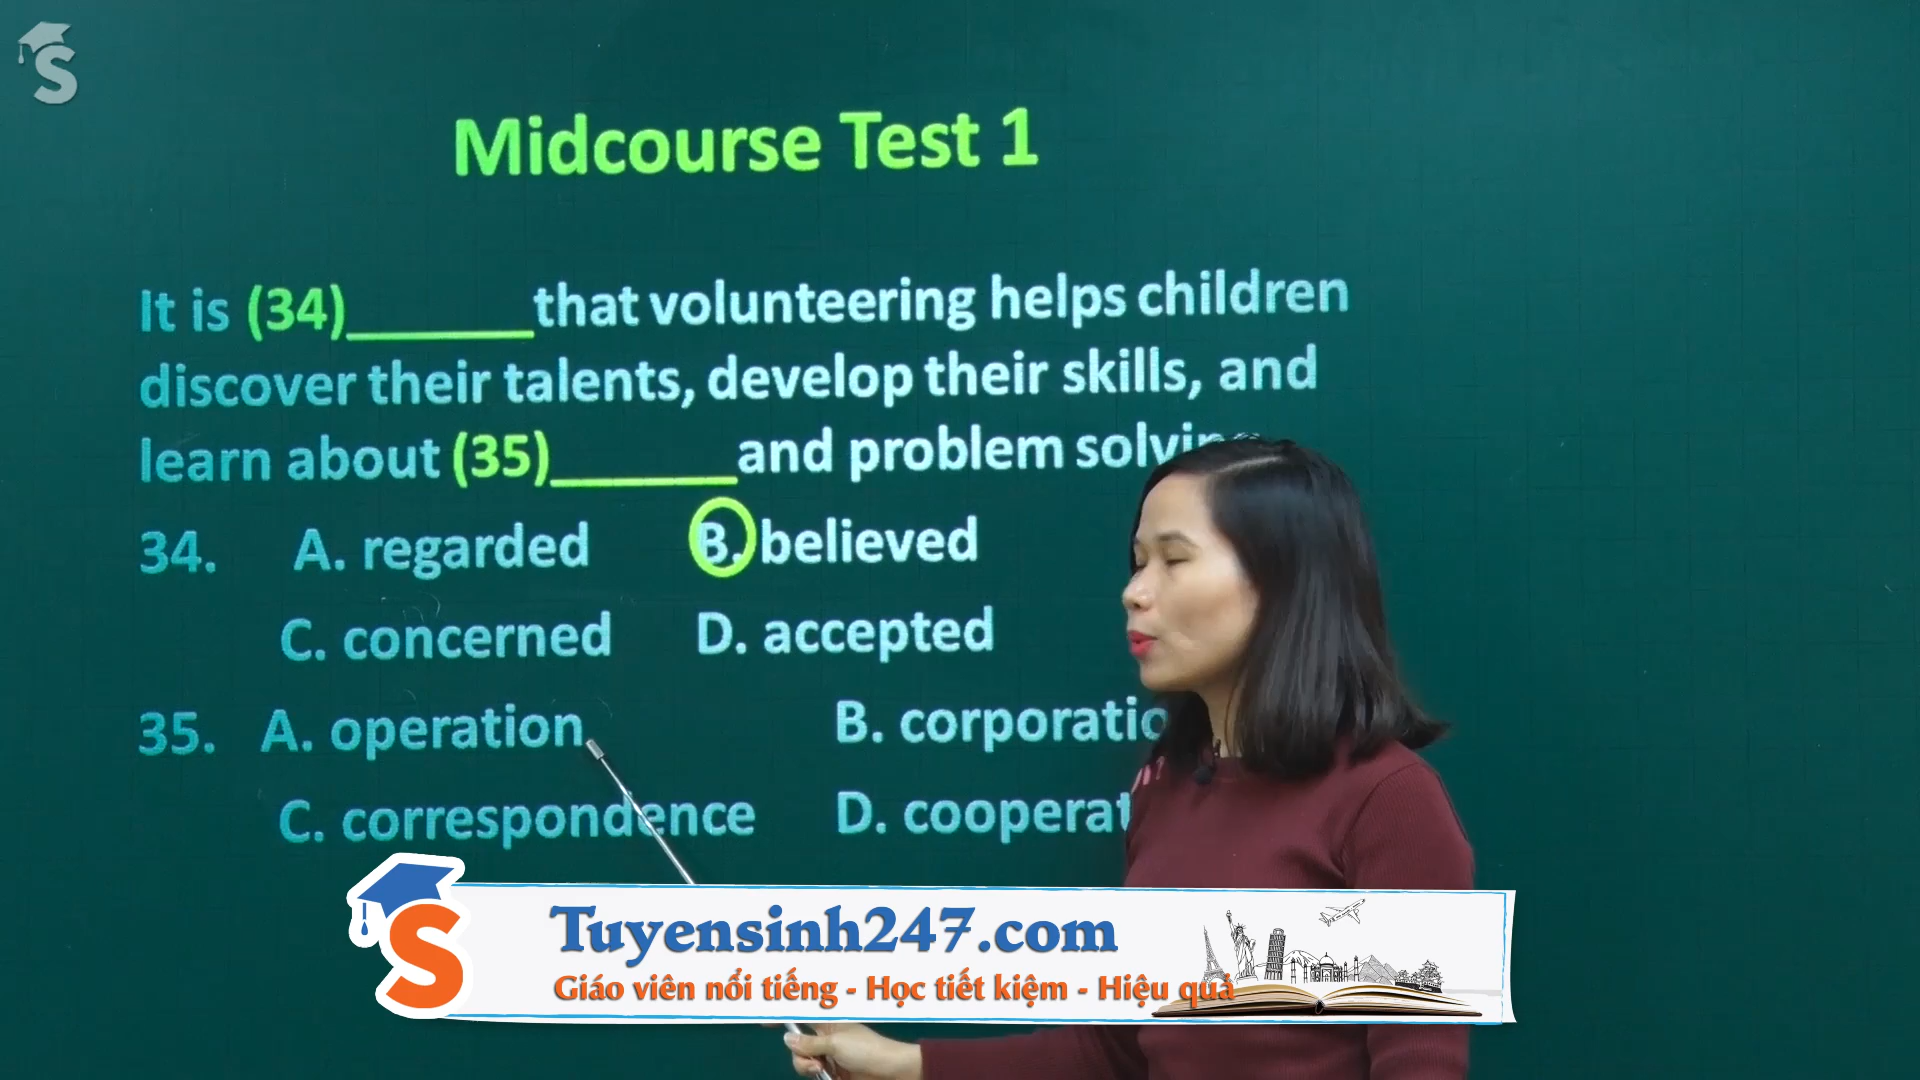 Midcourse Test 1
It is (34)______that volunteering helps children
discover their talents, develop their skills, and
learn about (35)______and problem
34. A. regarded B. believed
C. concerned D. accepted
35. A. operation B.
C. correspondence D.
Tuyensinh247.com
Giáo viên nổi tiếng - Học tiết kiệm - Hiệu quả